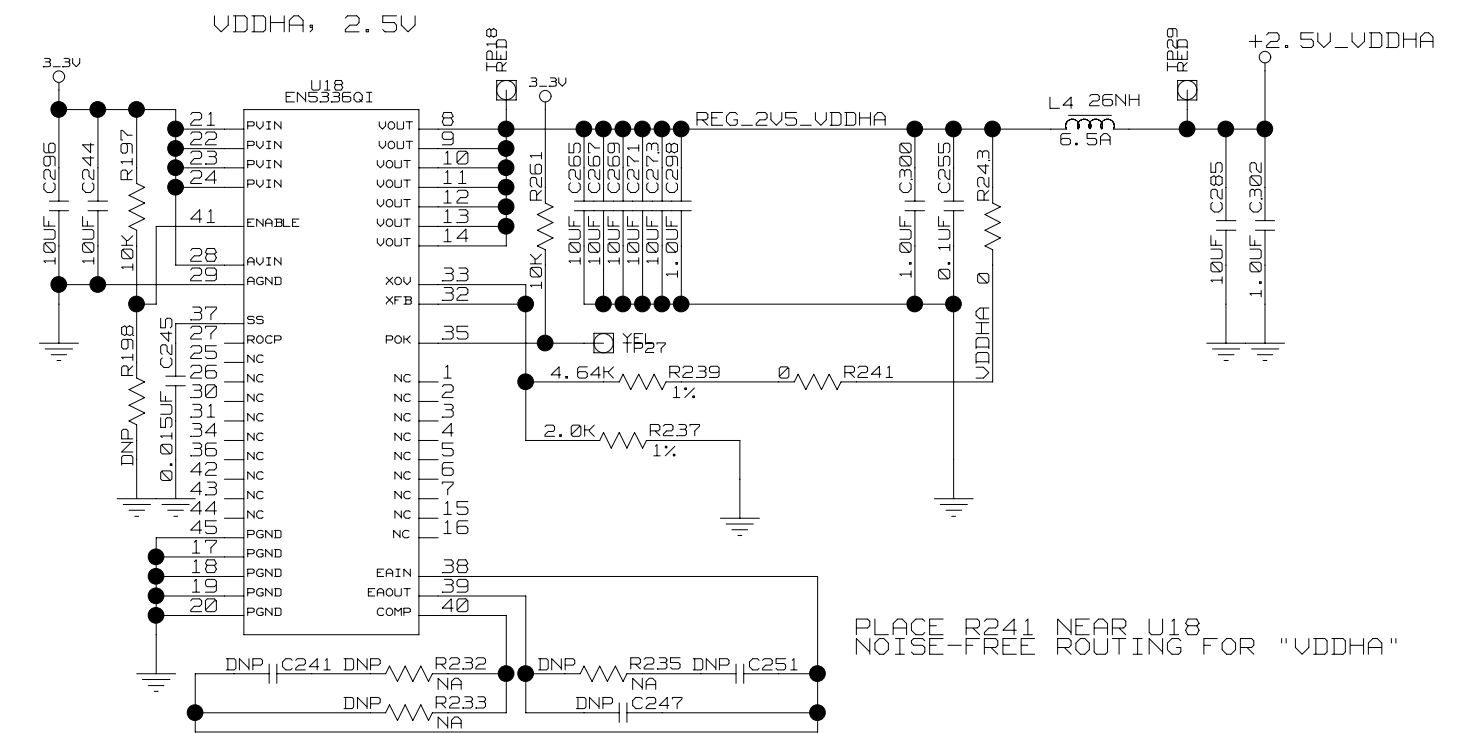 VDDHA, 2.5V
3_3V
U18
EN5336QI
TP18
RED
3_3V
TP29
RED
+2.5V_VDDHA
C296
10UF
C244
10UF
R197
10K
21 PVIN
22 PVIN
23 PVIN
24 PVIN
41 ENABLE
28 AVIN
29 AGND
37 SS
27 ROCP
25 NC
26 NC
30 NC
31 NC
34 NC
36 NC
42 NC
43 NC
44 NC
45 PGND
17 PGND
18 PGND
19 PGND
20 PGND
R198
DNP
C245
0.015UF
VOUT 8
VOUT 9
VOUT 10
VOUT 11
VOUT 12
VOUT 13
VOUT 14
XOV 33
XFB 32
POK 35
NC 1
NC 2
NC 3
NC 4
NC 5
NC 6
NC 7
NC 15
NC 16
EAIN 38
EAOUT 39
COMP 40
R261
10K
C265
10UF
C267
10UF
C269
10UF
C271
10UF
C273
10UF
C298
1.0UF
REG_2V5_VDDHA
C300
1.0UF
C255
0.1UF
R243
0
VDDHA
L4 26NH
6.5A
C285
10UF
C302
1.0UF
YEL
TP27
4.64K R239
1%
0 R241
2.0K R237
1%
DNP C241 DNP R232
NA
DNP R233
NA
DNP R235 DNP C251
NA
DNP C247
PLACE R241 NEAR U18
NOISE-FREE ROUTING FOR "VDDHA"